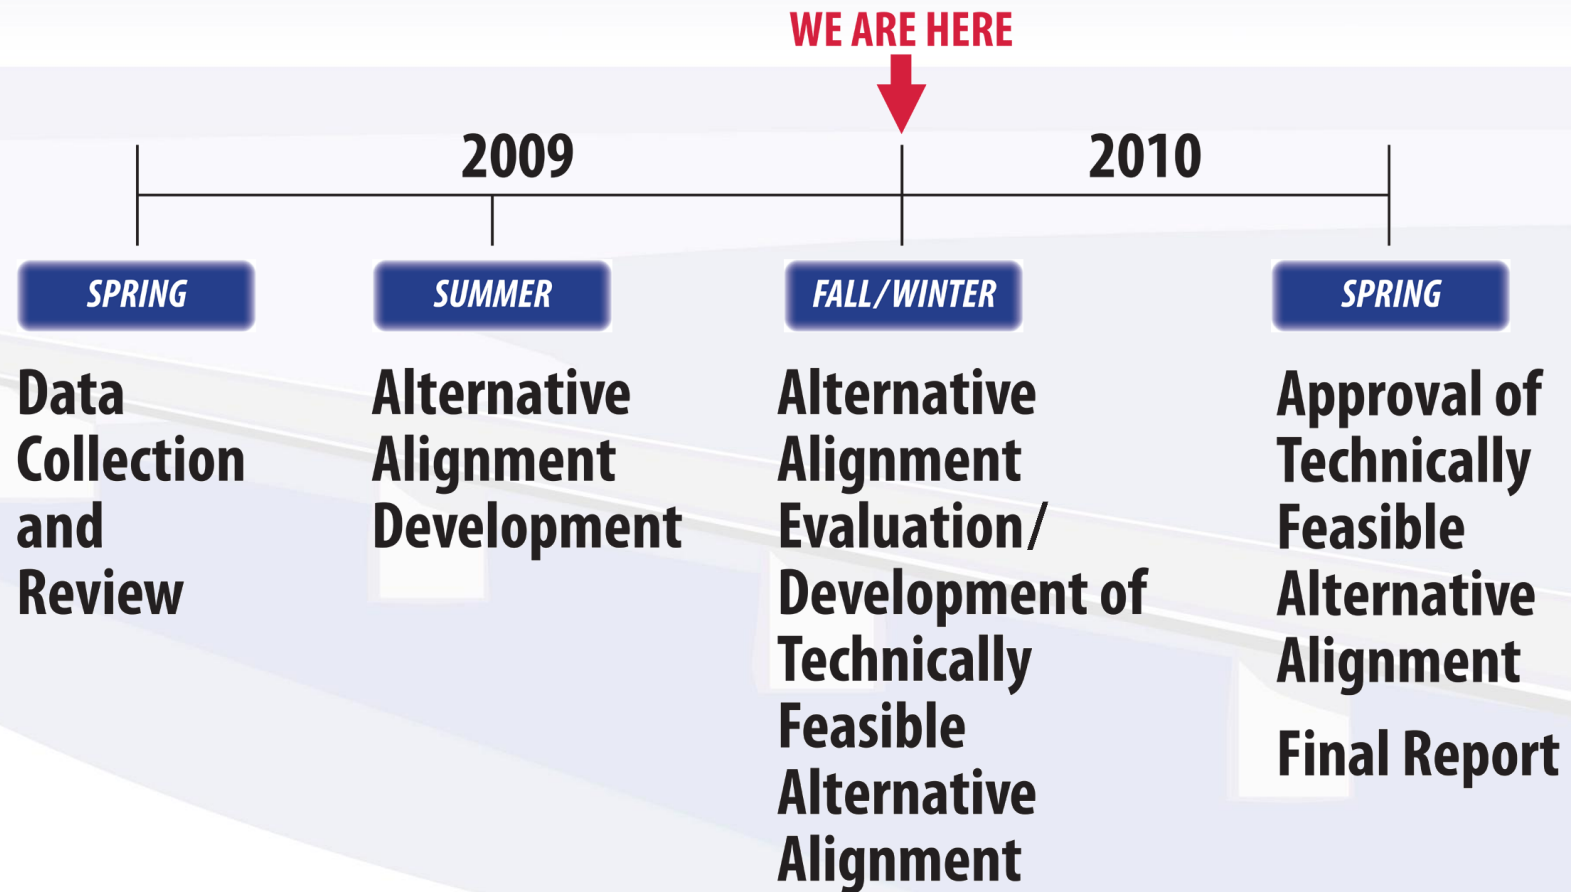 WE ARE HERE
2009
2010
SPRING
Data
Collection
and
Review
SUMMER
Alternative
Alignment
Development
FALL/WINTER
Alternative
Alignment
Evaluation/
Development of
Technically
Feasible
Alternative
Alignment
SPRING
Approval of
Technically
Feasible
Alternative
Alignment
Final Report